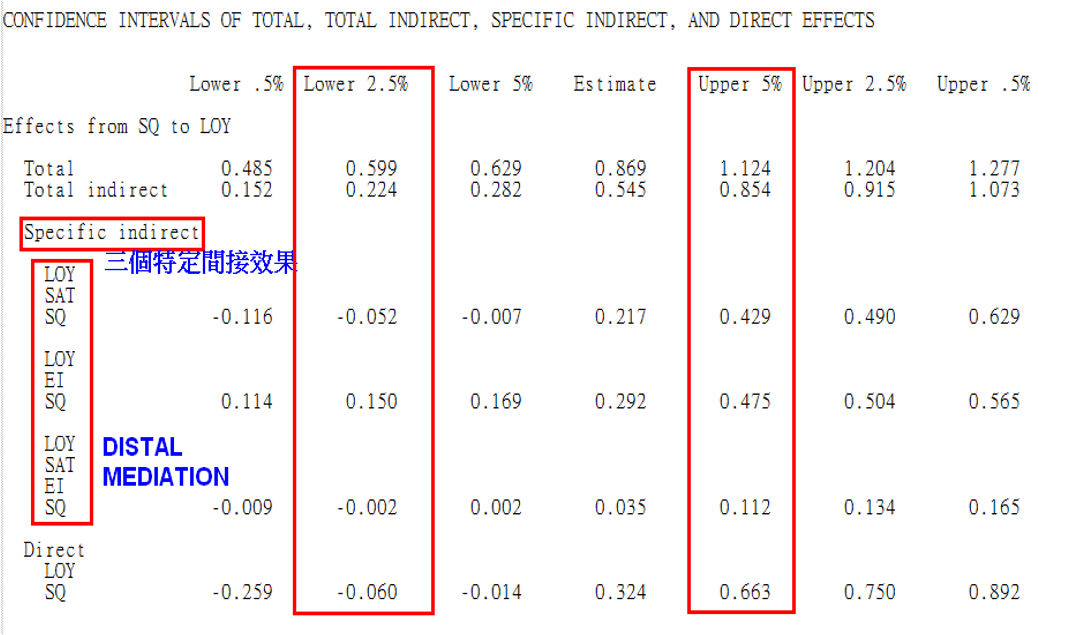 CONFIDENCE INTERVALS OF TOTAL, TOTAL INDIRECT, SPECIFIC INDIRECT, AND DIRECT EFFECTS
Lower .5% Lower 2.5% Lower 5% Estimate Upper 5% Upper 2.5% Upper .5%
Effects from SQ to LOY
Total 0.485 0.599 0.629 0.869 1.124 1.204 1.277
Total indirect 0.152 0.224 0.282 0.545 0.854 0.915 1.073
Specific indirect
三個特定間接效果
LOY
SAT
SQ -0.116 -0.052 -0.007 0.217 0.429 0.490 0.629
LOY
EI
SQ 0.114 0.150 0.169 0.292 0.475 0.504 0.565
LOY DISTAL
SAT
EI MEDIATION
SQ -0.009 -0.002 0.002 0.035 0.112 0.134 0.165
Direct
LOY
SQ -0.259 -0.060 -0.014 0.324 0.663 0.750 0.892